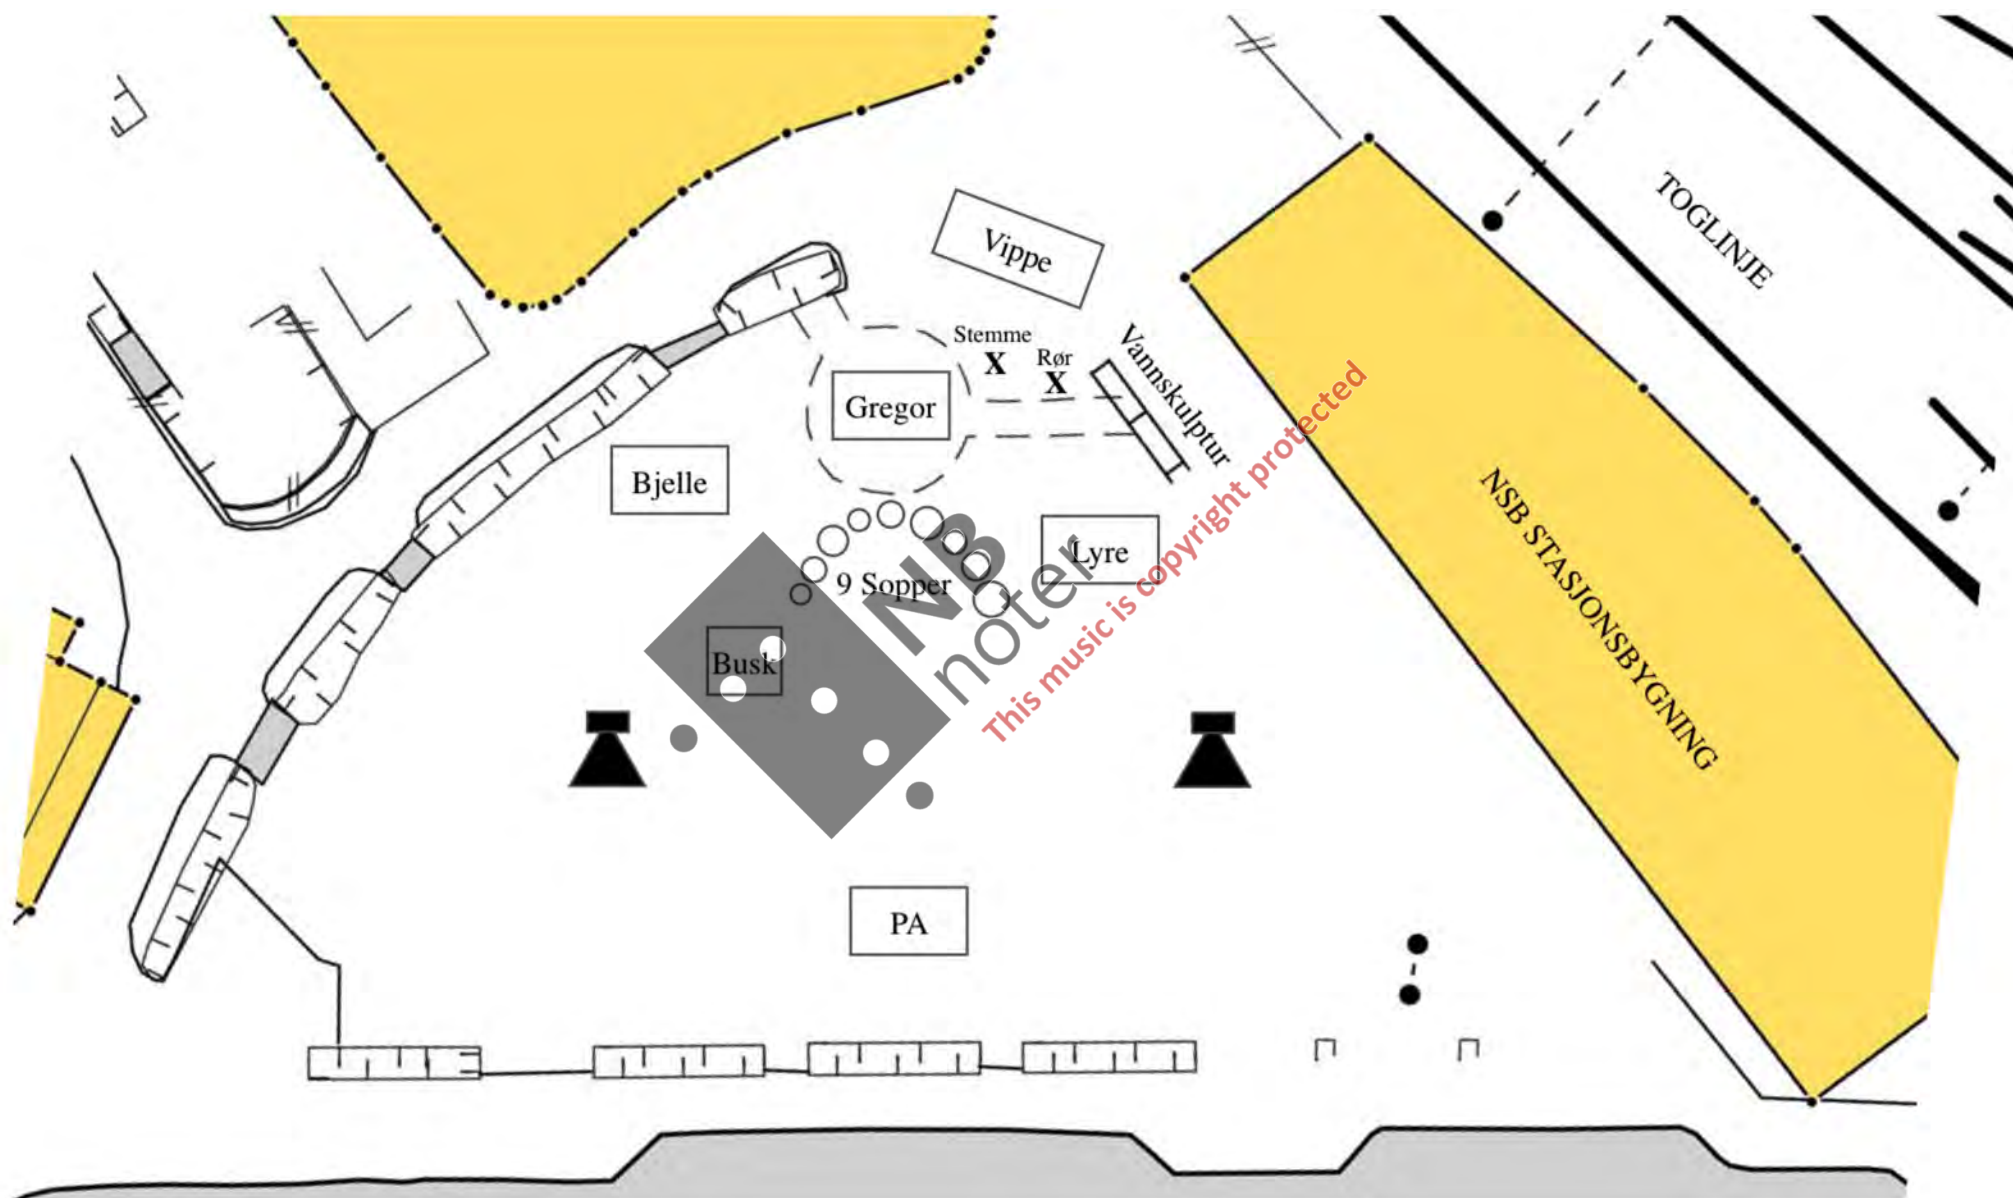 TOGLINJE
Vippe
Stemme
X
Rør
X
Vannskulptur
Gregor
Bjelle
Lyre
9 Sopper
Busk
NB
noter
This music is copyright protected
NSB STASJONSBYGNING
PA